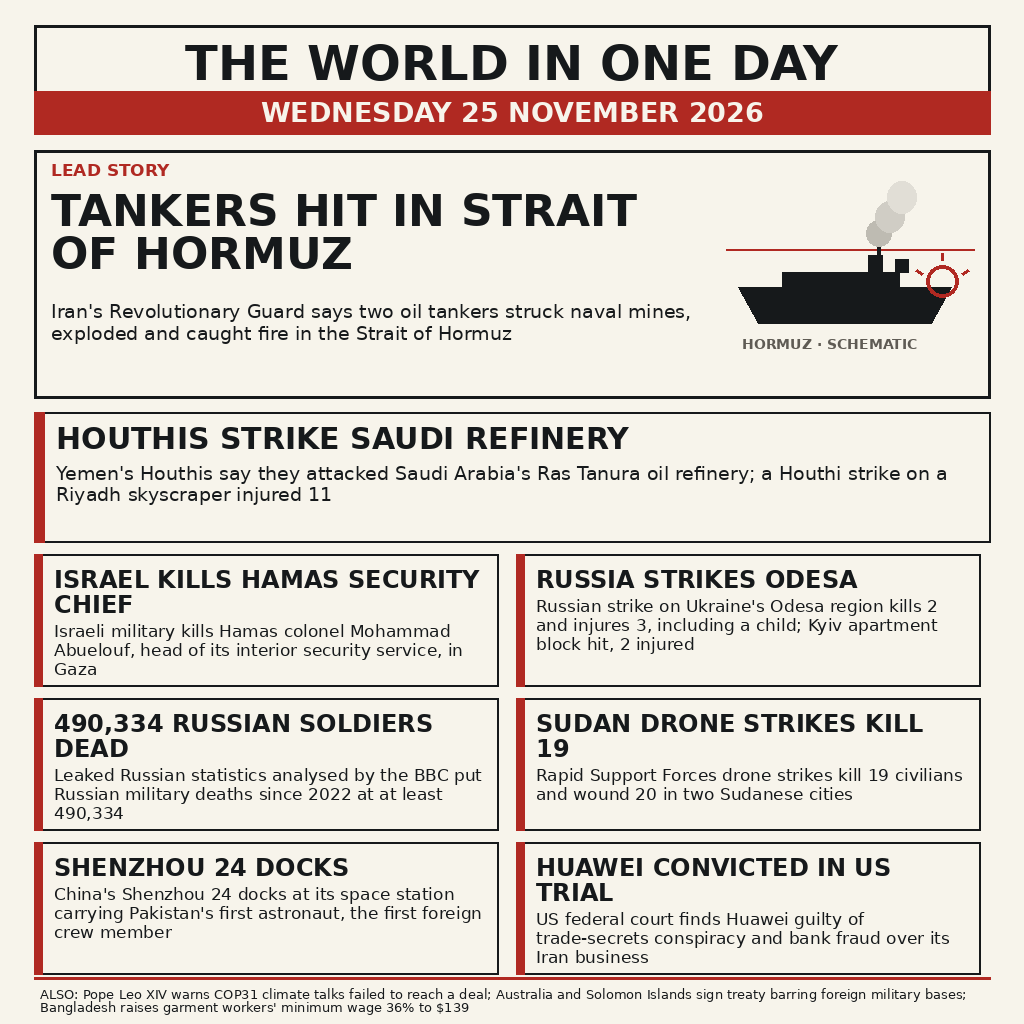 THE WORLD IN ONE DAY
WEDNESDAY 25 NOVEMBER 2026
LEAD STORY
TANKERS HIT IN STRAIT
OF HORMUZ
Iran's Revolutionary Guard says two oil tankers struck naval mines,
exploded and caught fire in the Strait of Hormuz
HORMUZ · SCHEMATIC
HOUTHIS STRIKE SAUDI REFINERY
Yemen's Houthis say they attacked Saudi Arabia's Ras Tanura oil refinery; a Houthi strike on a
Riyadh skyscraper injured 11
ISRAEL KILLS HAMAS SECURITY
CHIEF
Israeli military kills Hamas colonel Mohammad
Abuelouf, head of its interior security service, in
Gaza
RUSSIA STRIKES ODESA
Russian strike on Ukraine's Odesa region kills 2
and injures 3, including a child; Kyiv apartment
block hit, 2 injured
490,334 RUSSIAN SOLDIERS
DEAD
Leaked Russian statistics analysed by the BBC put
Russian military deaths since 2022 at at least
490,334
SUDAN DRONE STRIKES KILL
19
Rapid Support Forces drone strikes kill 19 civilians
and wound 20 in two Sudanese cities
SHENZHOU 24 DOCKS
China's Shenzhou 24 docks at its space station
carrying Pakistan's first astronaut, the first foreign
crew member
HUAWEI CONVICTED IN US
TRIAL
US federal court finds Huawei guilty of
trade-secrets conspiracy and bank fraud over its
Iran business
ALSO: Pope Leo XIV warns COP31 climate talks failed to reach a deal; Australia and Solomon Islands sign treaty barring foreign military bases;
Bangladesh raises garment workers' minimum wage 36% to $139